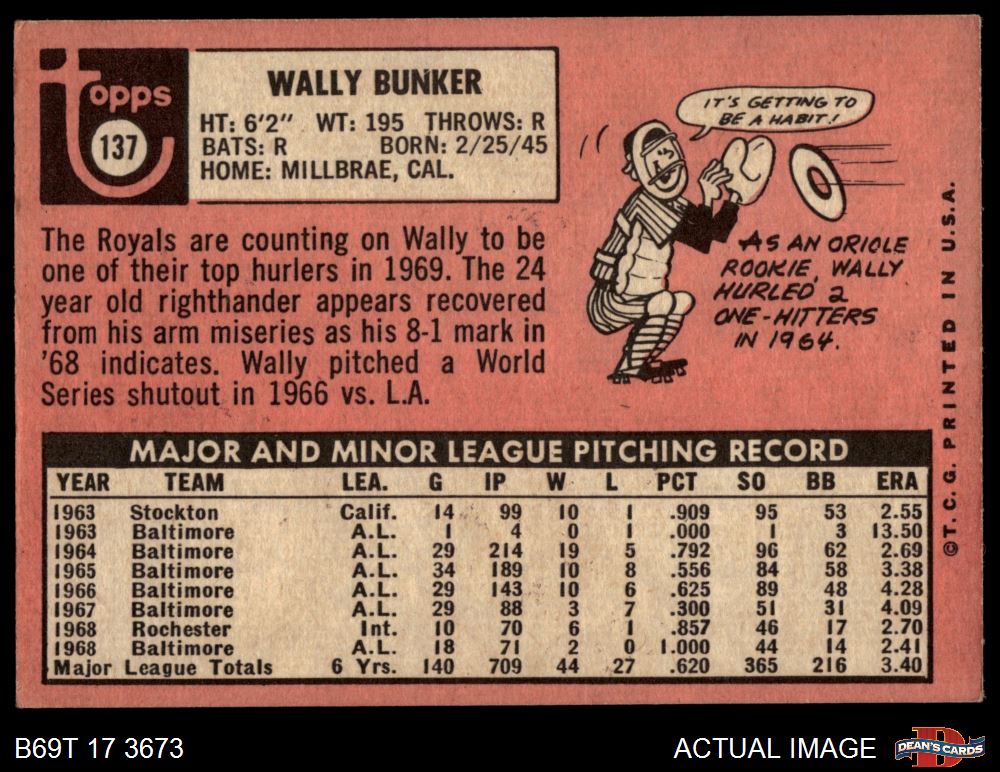 Topps
137
WALLY BUNKER
HT: 6'2" WT: 195 THROWS: R
BATS: R BORN: 2/25/45
HOME: MILLBRAE, CAL.
The Royals are counting on Wally to be
one of their top hurlers in 1969. The 24
year old righthander appears recovered
from his arm miseries as his 8-1 mark in
'68 indicates. Wally pitched a World
Series shutout in 1966 vs. L.A.
IT'S GETTING TO
BE A HABIT!
AS AN ORIOLE
ROOKIE, WALLY
HURLED 2
ONE-HITTERS
IN 1964.
MAJOR AND MINOR LEAGUE PITCHING RECORD
YEAR TEAM LEA. G IP W L PCT SO BB ERA
1963 Stockton Calif. 14 99 10 1 .909 95 53 2.55
1963 Baltimore A.L. 1 4 0 1 .000 1 3 13.50
1964 Baltimore A.L. 29 214 19 5 .792 96 62 2.69
1965 Baltimore A.L. 34 189 10 8 .556 84 58 3.38
1966 Baltimore A.L. 29 143 10 6 .625 89 48 4.28
1967 Baltimore A.L. 29 88 3 7 .300 51 31 4.09
1968 Rochester Int. 10 70 6 1 .857 46 17 2.70
1968 Baltimore A.L. 18 71 2 0 1.000 44 14 2.41
Major League Totals 6 Yrs. 140 709 44 27 .620 365 216 3.40
©T. C. G. PRINTED IN U.S.A.
B69T 17 3673
ACTUAL IMAGE
D
DEAN'S CARDS